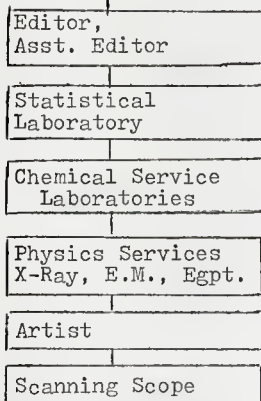 Editor,
Asst. Editor
Statistical
Laboratory
Chemical Service
Laboratories
Physics Services
X-Ray, E.M., Egpt.
Artist
Scanning Scope